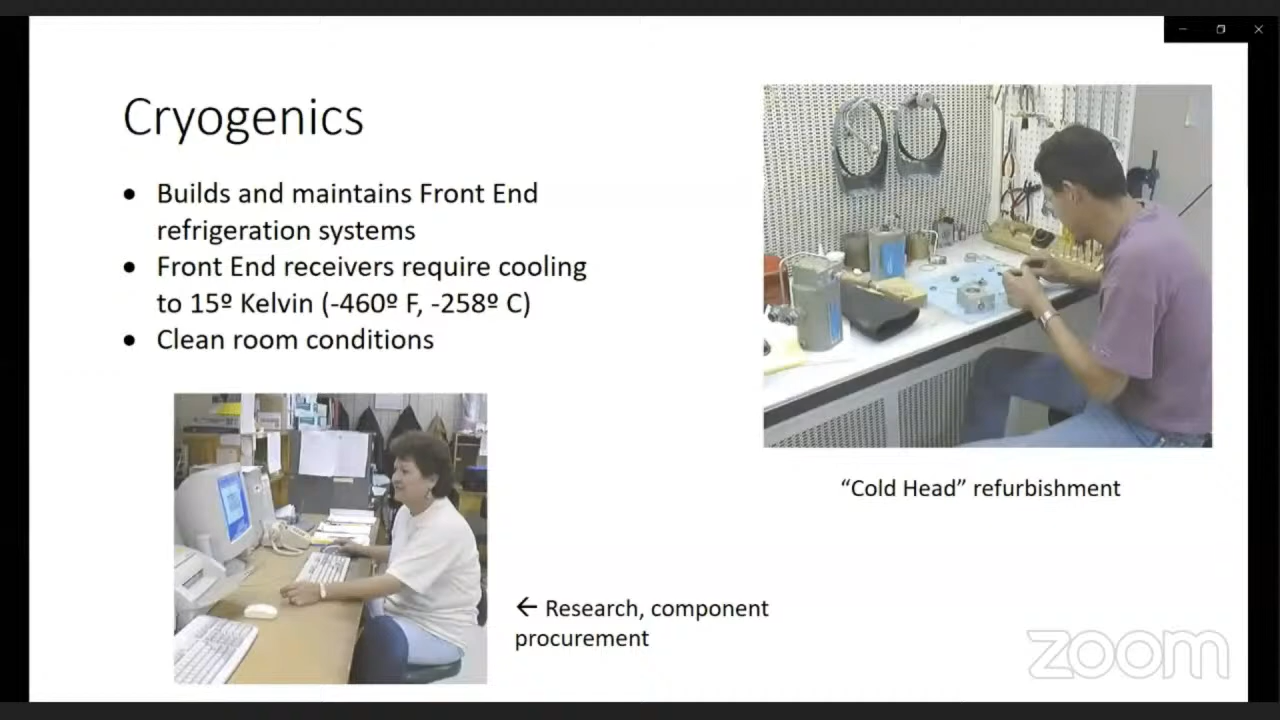 Cryogenics
● Builds and maintains Front End
refrigeration systems
● Front End receivers require cooling
to 15º Kelvin (-460º F, -258º C)
● Clean room conditions
“Cold Head” refurbishment
← Research, component
procurement
zoom